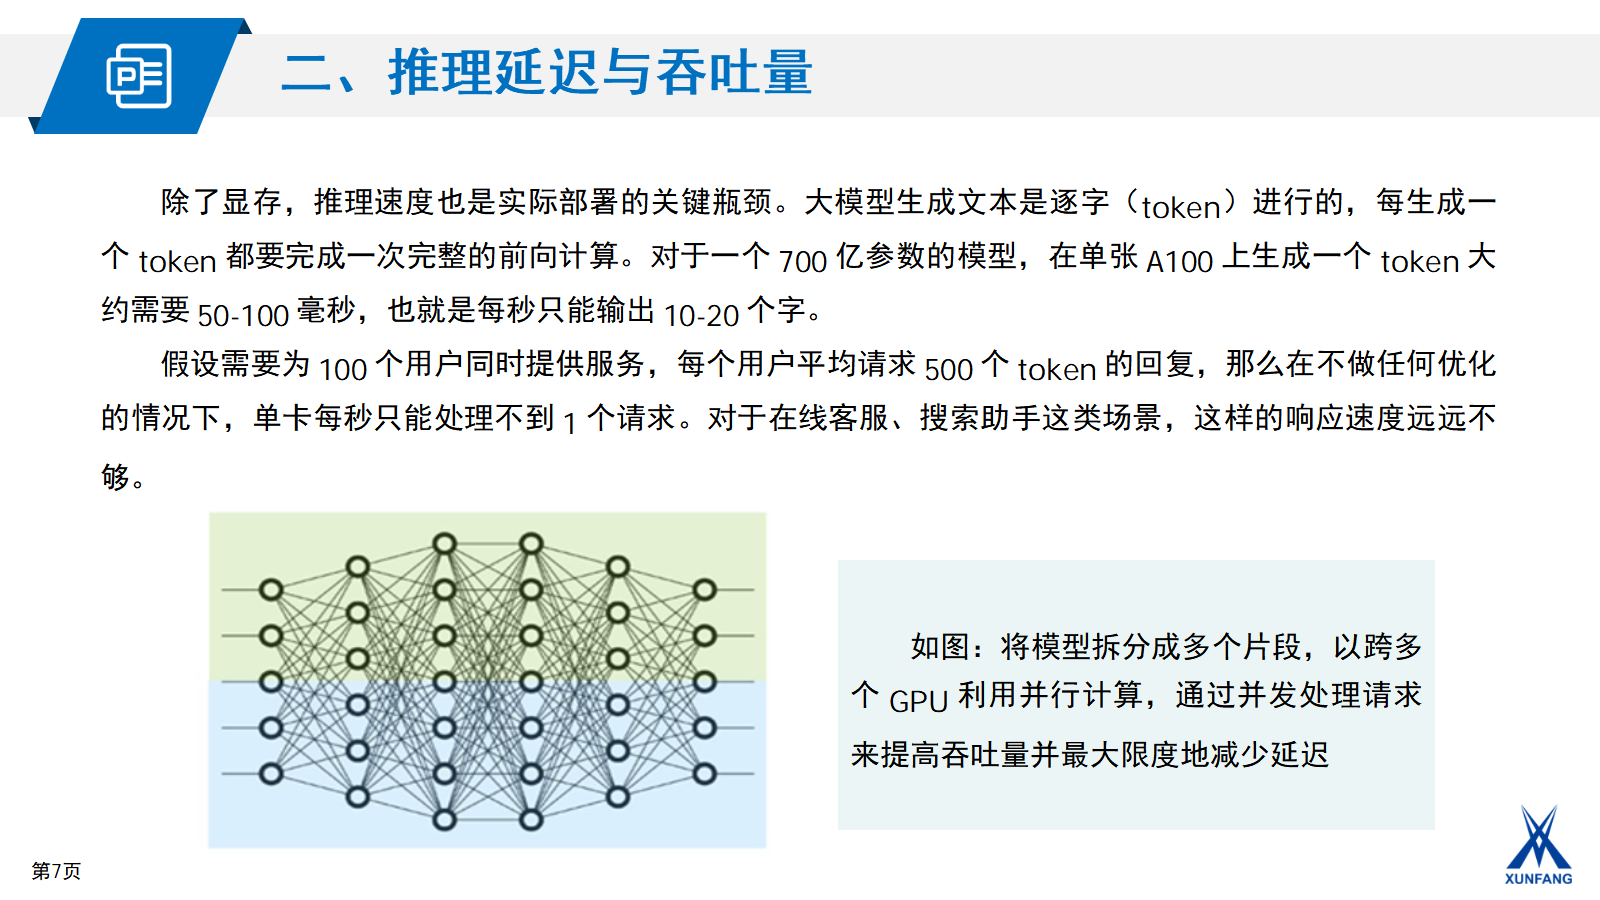 二、推理延迟与吞吐量
除了显存，推理速度也是实际部署的关键瓶颈。大模型生成文本是逐字（token）进行的，每生成一
个 token 都要完成一次完整的前向计算。对于一个 700 亿参数的模型，在单张 A100 上生成一个 token 大
约需要 50-100 毫秒，也就是每秒只能输出 10-20 个字。
假设需要为 100 个用户同时提供服务，每个用户平均请求 500 个 token 的回复，那么在不做任何优化
的情况下，单卡每秒只能处理不到 1 个请求。对于在线客服、搜索助手这类场景，这样的响应速度远远不
够。
如图：将模型拆分成多个片段，以跨多
个 GPU 利用并行计算，通过并发处理请求
来提高吞吐量并最大限度地减少延迟
第7页
XUNFANG